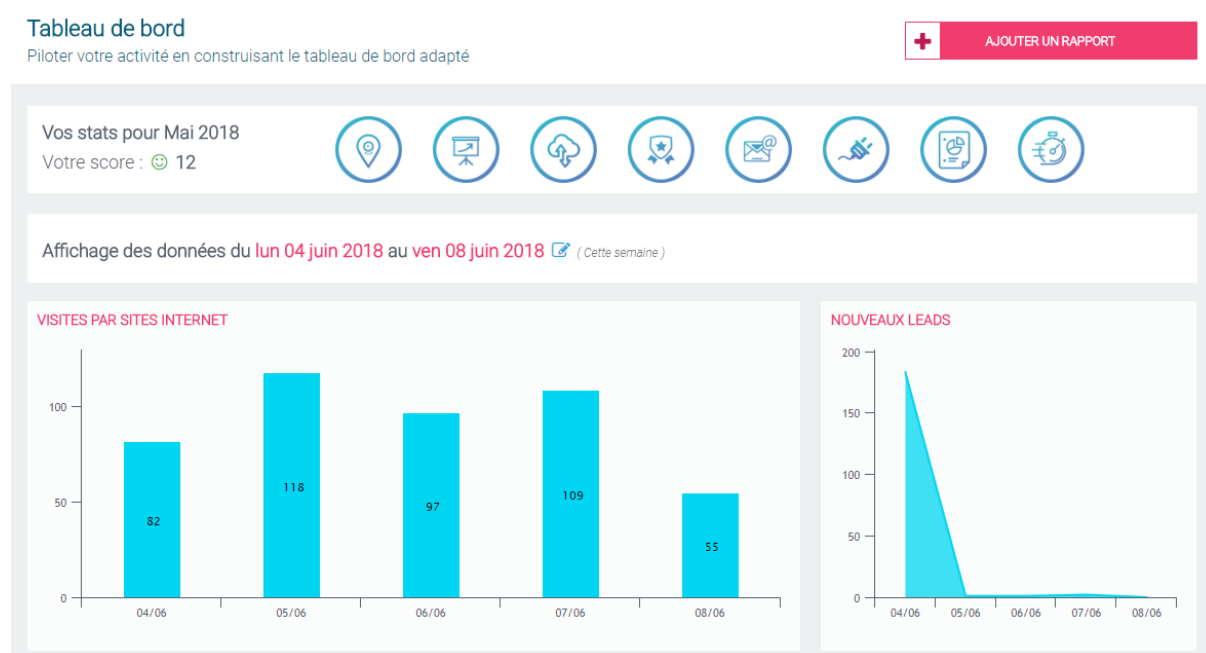 Tableau de bord
Piloter votre activité en construisant le tableau de bord adapté
AJOUTER UN RAPPORT
Vos stats pour Mai 2018
Votre score : 12
Affichage des données du lun 04 juin 2018 au ven 08 juin 2018 ( Cette semaine )
VISITES PAR SITES INTERNET
100
50
0
82
118
97
109
55
04/06
05/06
06/06
07/06
08/06
NOUVEAUX LEADS
200
150
100
50
0
04/06
05/06
06/06
07/06
08/06